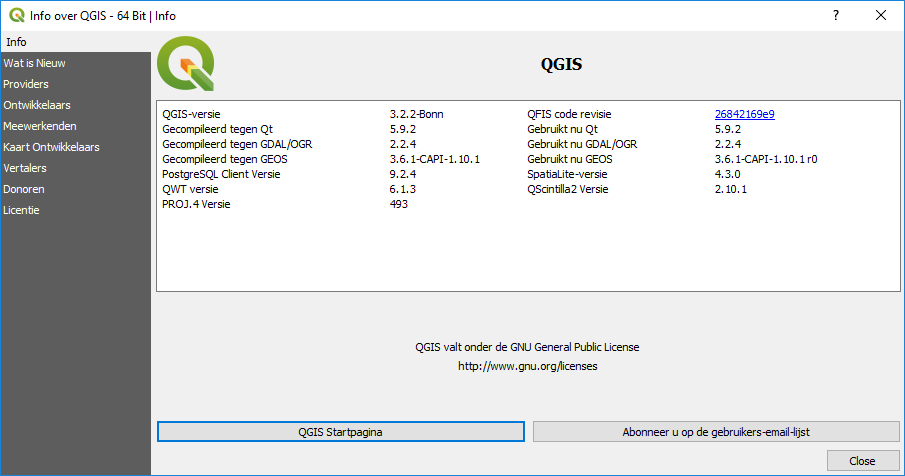 Info over QGIS - 64 Bit | Info
?
Info
Wat is Nieuw
Providers
Ontwikkelaars
Meewerkenden
Kaart Ontwikkelaars
Vertalers
Donoren
Licentie
QGIS
QGIS-versie 3.2.2-Bonn QFIS code revisie 26842169e9
Gecompileerd tegen Qt 5.9.2 Gebruikt nu Qt 5.9.2
Gecompileerd tegen GDAL/OGR 2.2.4 Gebruikt nu GDAL/OGR 2.2.4
Gecompileerd tegen GEOS 3.6.1-CAPI-1.10.1 Gebruikt nu GEOS 3.6.1-CAPI-1.10.1 r0
PostgreSQL Client Versie 9.2.4 SpatiaLite-versie 4.3.0
QWT versie 6.1.3 QScintilla2 Versie 2.10.1
PROJ.4 Versie 493
QGIS valt onder de GNU General Public License
http://www.gnu.org/licenses
QGIS Startpagina Abonneer u op de gebruikers-email-lijst
Close